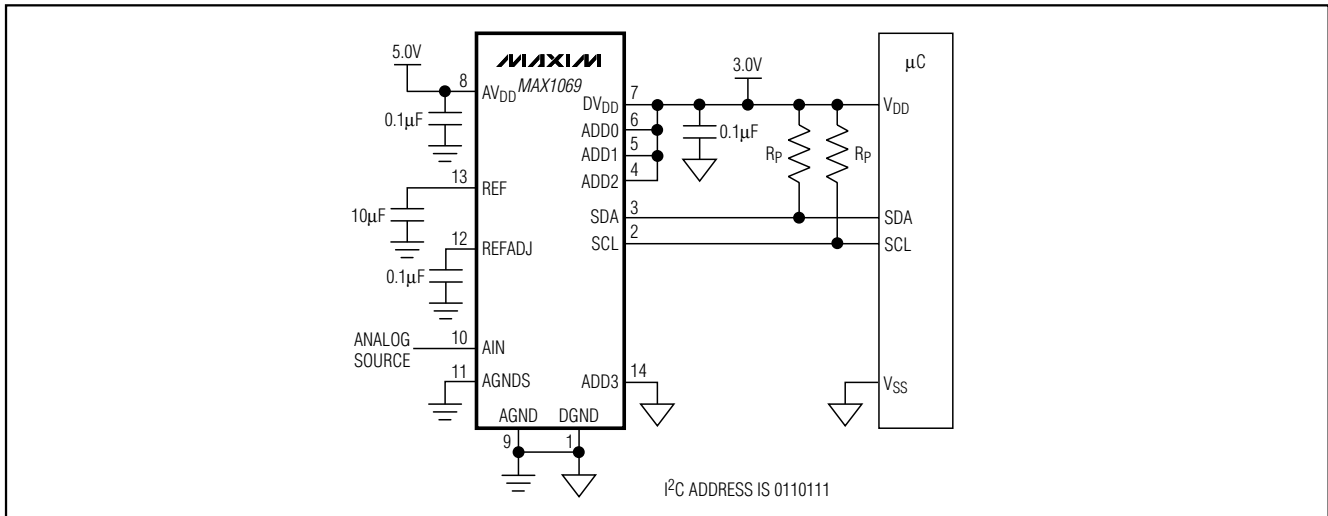 5.0V
8
AVDD
0.1µF
13
REF
10µF
12
REFADJ
0.1µF
ANALOG
SOURCE
10
AIN
11
AGNDS
MAXIM
MAX1069
AGND
DGND
9
1
DVDD
7
ADD0
6
ADD1
5
ADD2
4
SDA
3
SCL
2
ADD3
14
3.0V
0.1µF
RP
RP
µC
VDD
SDA
SCL
VSS
I²C ADDRESS IS 0110111